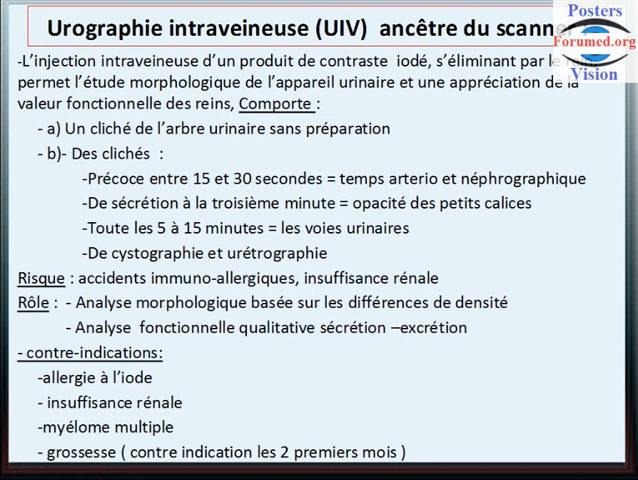 Urographie intraveineuse (UIV)  ancêtre du scanner
Posters
Forumed.org
Vision
-L’injection intraveineuse d’un produit de contraste  iodé, s’éliminant par le
permet l’étude morphologique de l’appareil urinaire et une appréciation de la
valeur fonctionnelle des reins, Comporte :
- a) Un cliché de l’arbre urinaire sans préparation
- b)- Des clichés  :
-Précoce entre 15 et 30 secondes = temps arterio et néphrographique
-De sécrétion à la troisième minute = opacité des petits calices
-Toute les 5 à 15 minutes = les voies urinaires
-De cystographie et urétrographie
Risque : accidents immuno-allergiques, insuffisance rénale
Rôle :  - Analyse morphologique basée sur les différences de densité
- Analyse  fonctionnelle qualitative sécrétion –excrétion
- contre-indications:
-allergie à l’iode
- insuffisance rénale
-myélome multiple
- grossesse ( contre indication les 2 premiers mois )